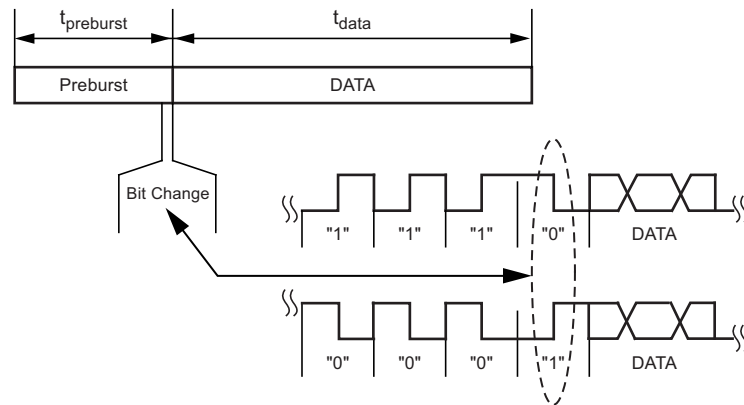 tpreburst tdata
Preburst DATA
Bit Change
"1" "1" "1" "0" DATA
"0" "0" "0" "1" DATA